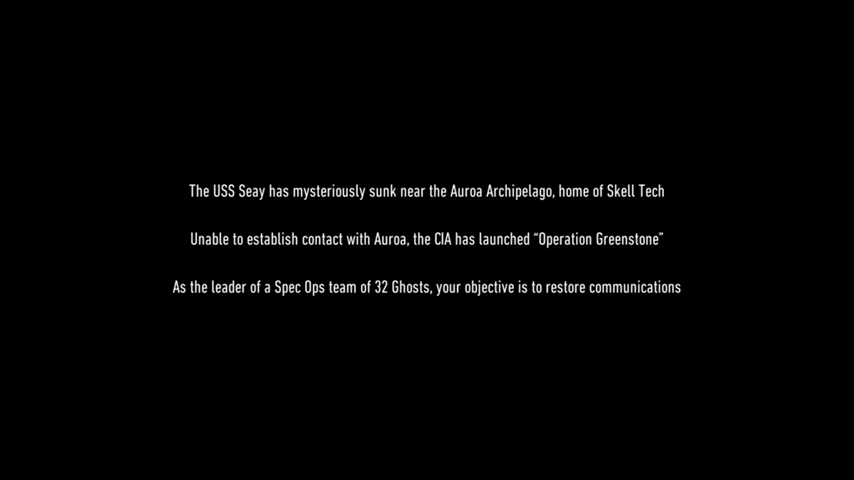 The USS Seay has mysteriously sunk near the Auroa Archipelago, home of Skell Tech
Unable to establish contact with Auroa, the CIA has launched “Operation Greenstone”
As the leader of a Spec Ops team of 32 Ghosts, your objective is to restore communications